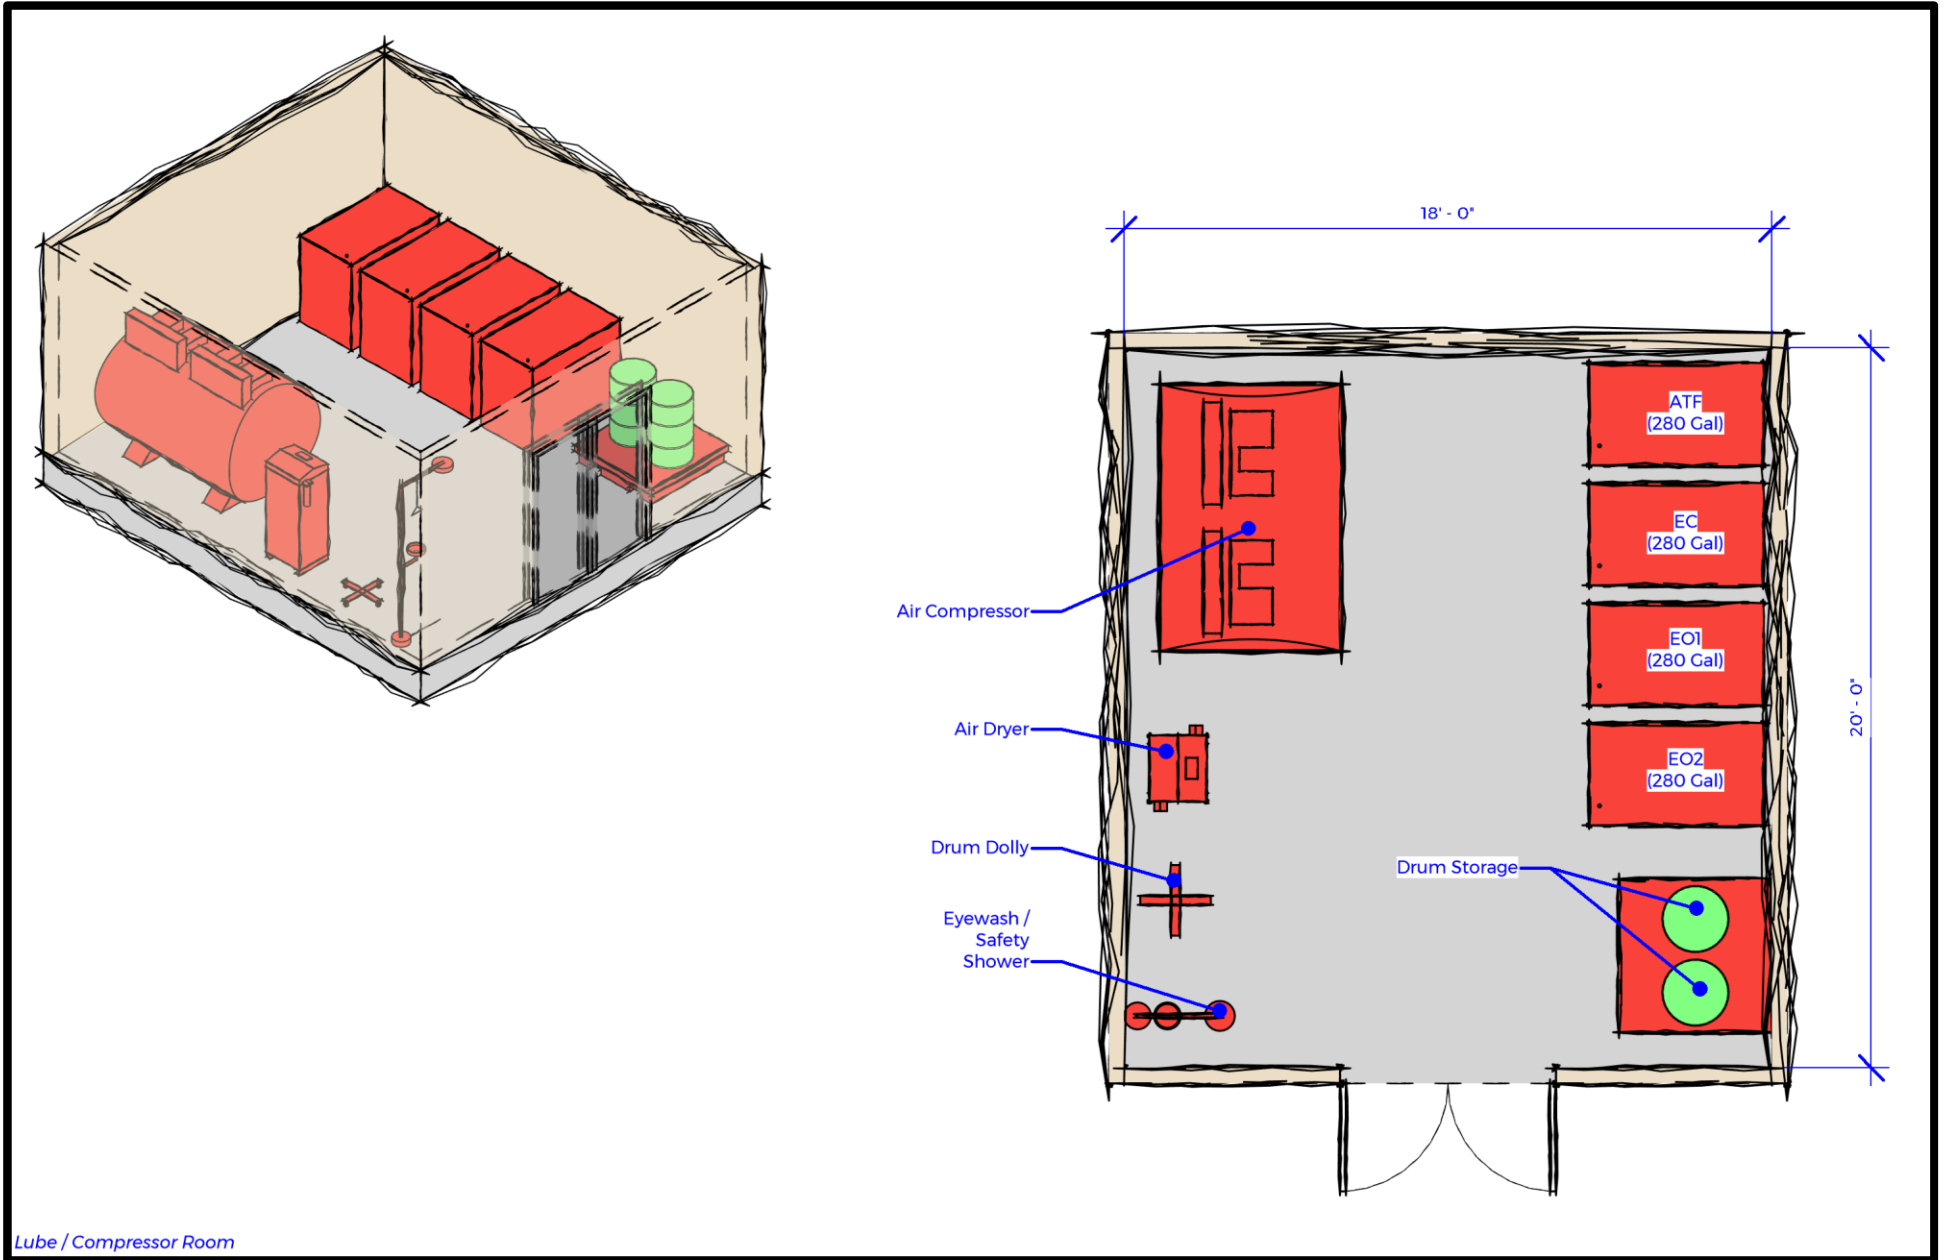 18' - 0"
ATF
(280 Gal)
EC
(280 Gal)
Air Compressor
EO1
(280 Gal)
20' - 0"
Air Dryer
EO2
(280 Gal)
Drum Dolly
Drum Storage
Eyewash /
Safety
Shower
Lube / Compressor Room